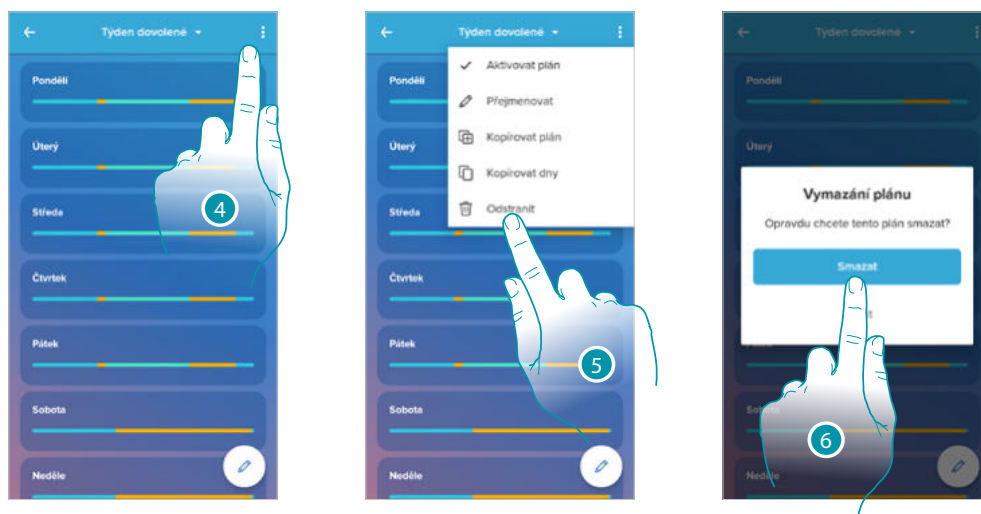 Týden dovolené
Pondělí
Úterý
Středa
Čtvrtek
Pátek
Sobota
Neděle
4
Týden dovolené
Aktivovat plán
Přejmenovat
Kopírovat plán
Kopírovat dny
Odstranit
Pondělí
Úterý
Středa
Čtvrtek
Pátek
Sobota
Neděle
5
Týden dovolené
Pondělí
Úterý
Vymazání plánu
Opravdu chcete tento plán smazat?
Smazat
Neděle
6